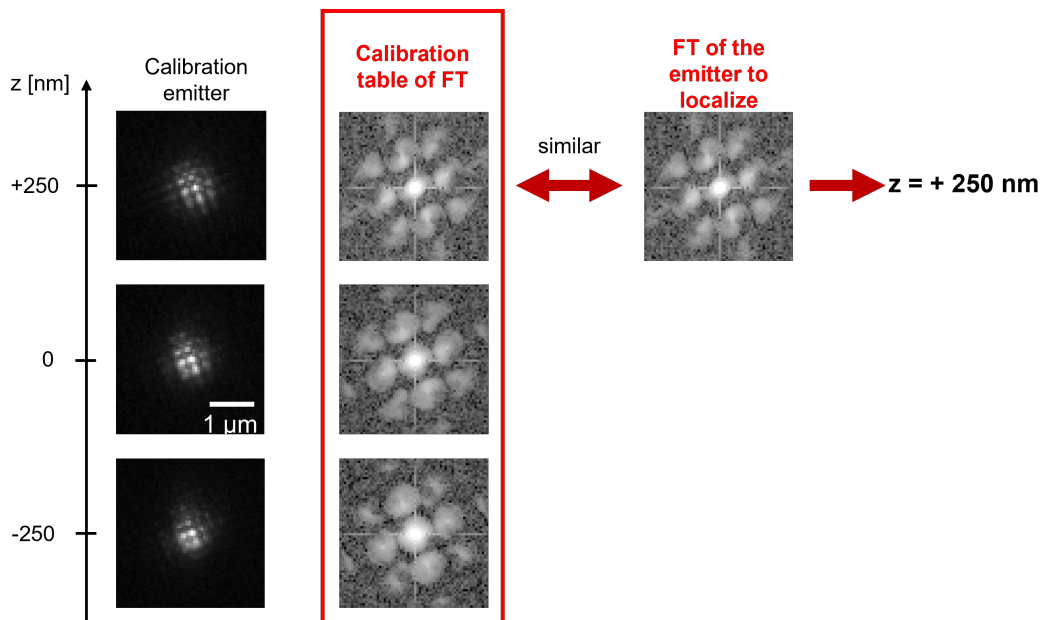 z [nm]
Calibration
emitter
Calibration
table of FT
FT of the
emitter to
localize
+250
similar
z = + 250 nm
0
1 µm
-250